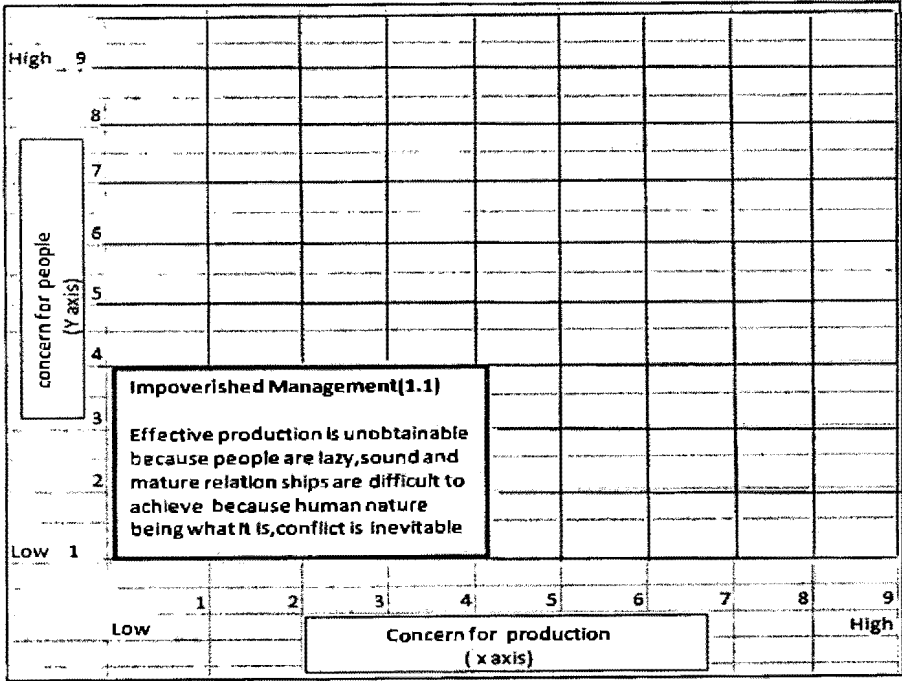 High 9
8
7
6
5
4
3
2
Low 1
concern for people
(Y axis)
Impoverished Management(1.1)
Effective production is unobtainable
because people are lazy,sound and
mature relation ships are difficult to
achieve because human nature
being what it is,conflict is inevitable
1 2 3 4 5 6 7 8 9
Low
High
Concern for production
( x axis)